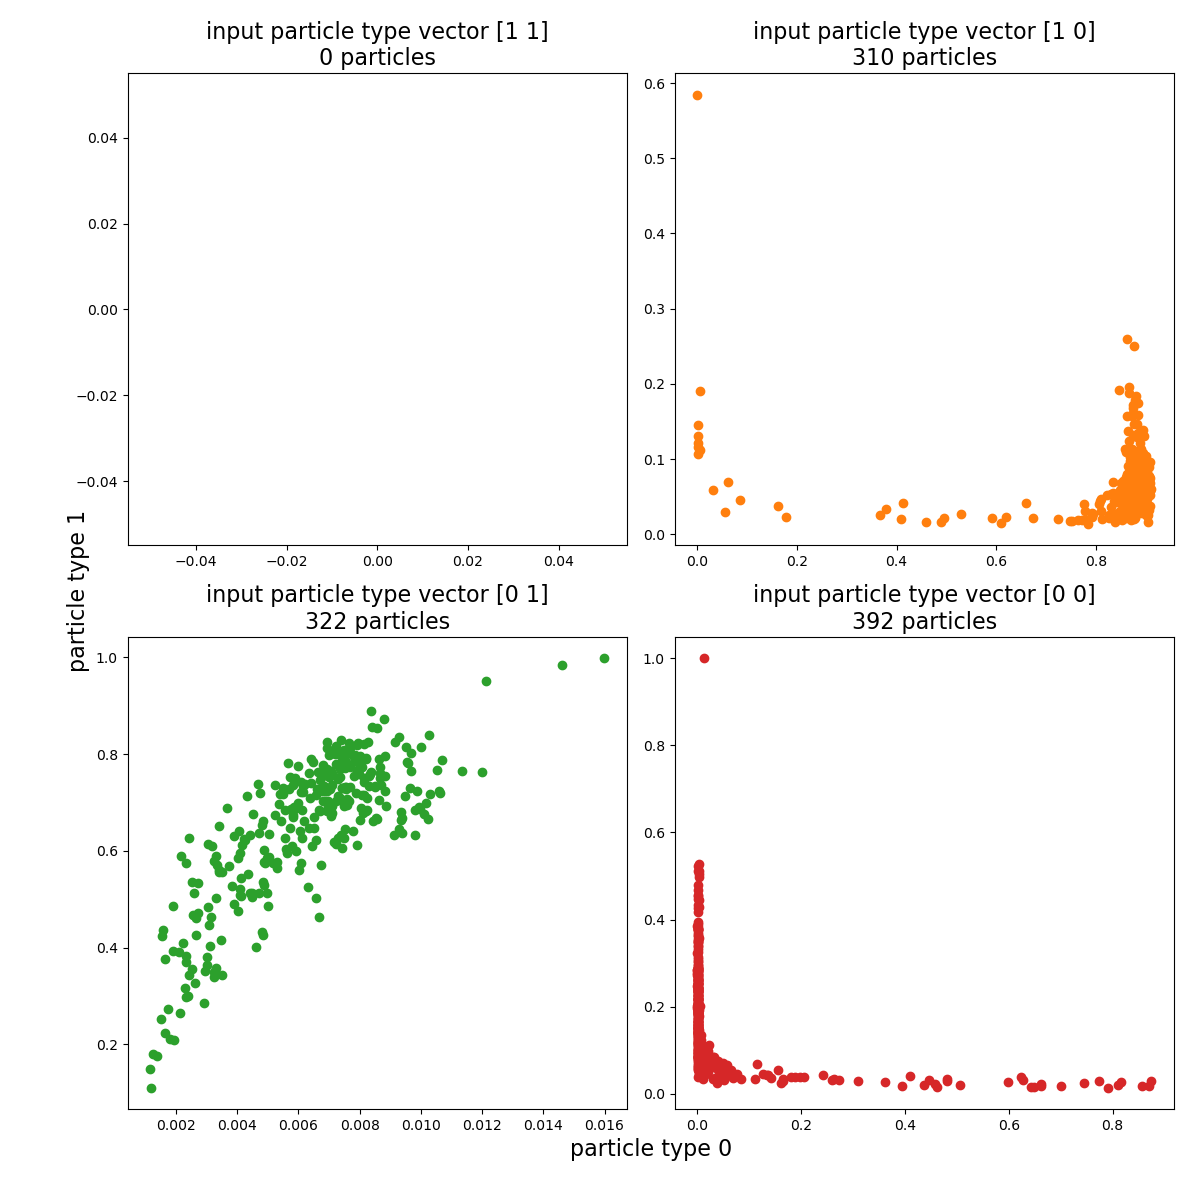 input particle type vector [1 1]
0 particles
0.04
0.02
0.00
−0.02
−0.04
−0.04 −0.02 0.00 0.02 0.04
input particle type vector [1 0]
310 particles
0.6
0.5
0.4
0.3
0.2
0.1
0.0
0.0 0.2 0.4 0.6 0.8
particle type 1
input particle type vector [0 1]
322 particles
1.0
0.8
0.6
0.4
0.2
0.002 0.004 0.006 0.008 0.010 0.012 0.014 0.016
input particle type vector [0 0]
392 particles
1.0
0.8
0.6
0.4
0.2
0.0
0.0 0.2 0.4 0.6 0.8
particle type 0